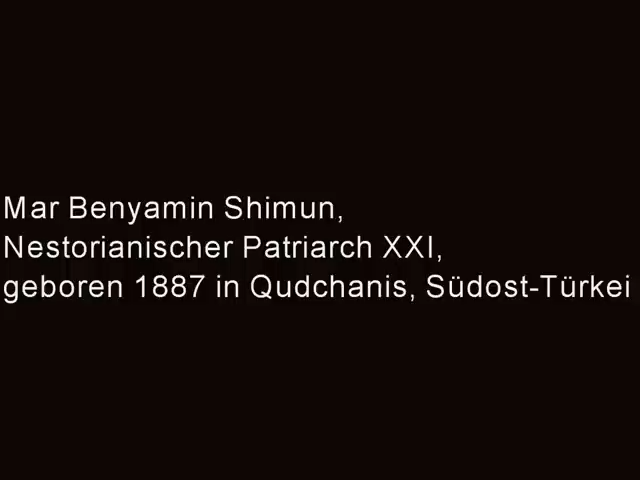 Mar Benyamin Shimun,
Nestorianischer Patriarch XXI,
geboren 1887 in Qudchanis, Südost-Türkei